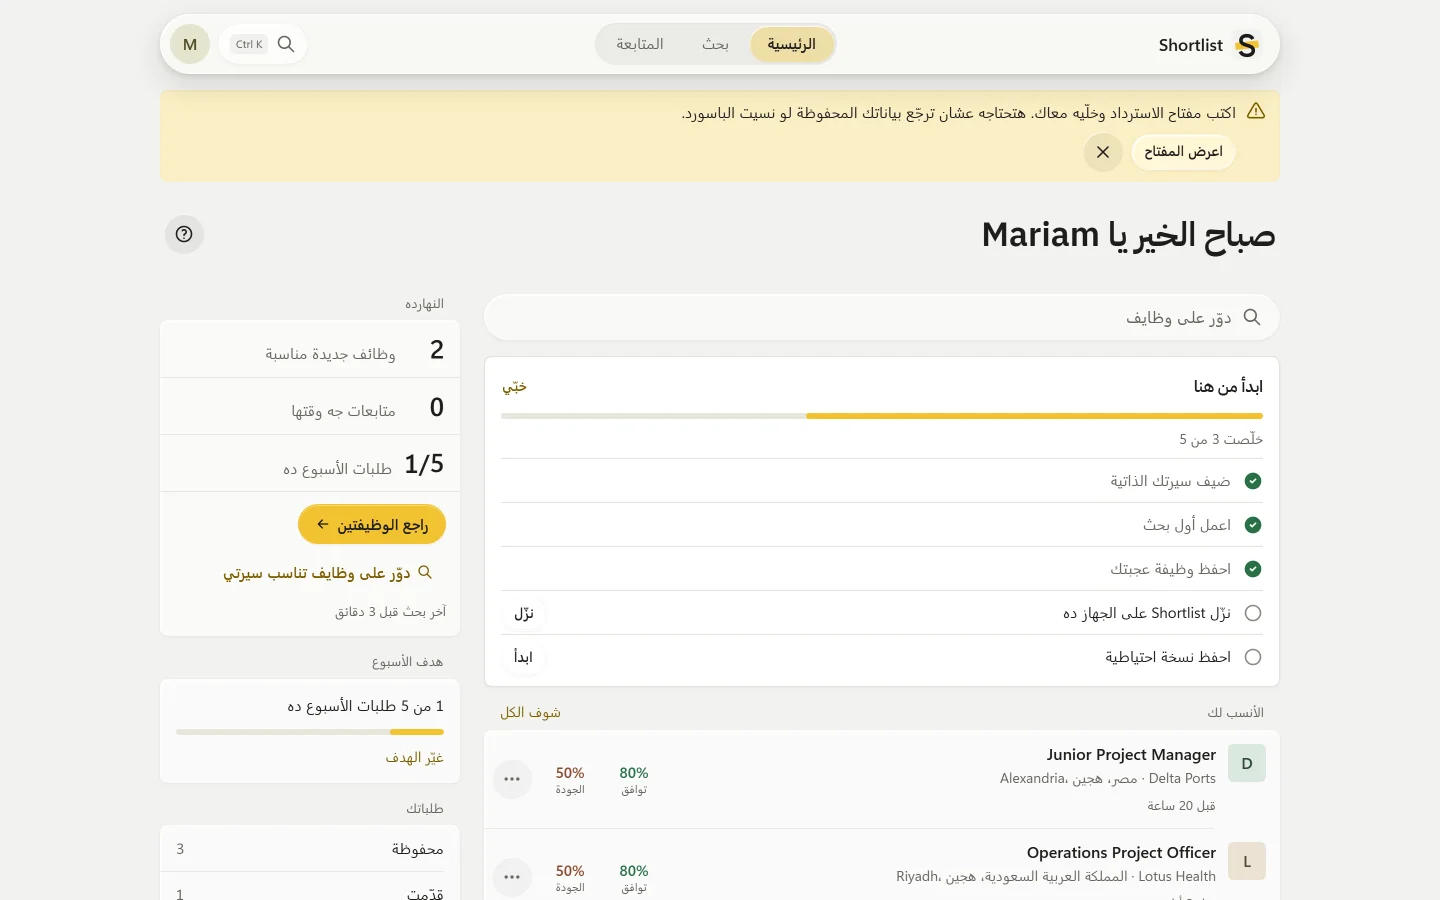 Shortlist
الرئيسية
بحث
المتابعة
Ctrl K
M
اكتب مفتاح الاسترداد وخلّيه معاك. هتحتاجه عشان ترجّع بياناتك المحفوظة لو نسيت الباسورد.
اعرض المفتاح
صباح الخير يا Mariam
دوّر على وظايف
ابدأ من هنا
خبّي
خلّصت 3 من 5
ضيف سيرتك الذاتية
اعمل أول بحث
احفظ وظيفة عجبتك
نزّل Shortlist على الجهاز ده
نزّل
احفظ نسخة احتياطية
ابدأ
الأنسب لك
شوف الكل
D
Junior Project Manager
Delta Ports · مصر، هجين ،Alexandria
قبل 20 ساعة
80%
توافق
50%
الجودة
L
Operations Project Officer
Lotus Health · المملكة العربية السعودية، هجين ،Riyadh
80%
توافق
50%
الجودة
النهارده
2 وظائف جديدة مناسبة
0 متابعات جه وقتها
1/5 طلبات الأسبوع ده
راجع الوظيفتين
دوّر على وظايف تناسب سيرتي
آخر بحث قبل 3 دقائق
هدف الأسبوع
1 من 5 طلبات الأسبوع ده
غيّر الهدف
طلباتك
محفوظة 3
قدّمت 1